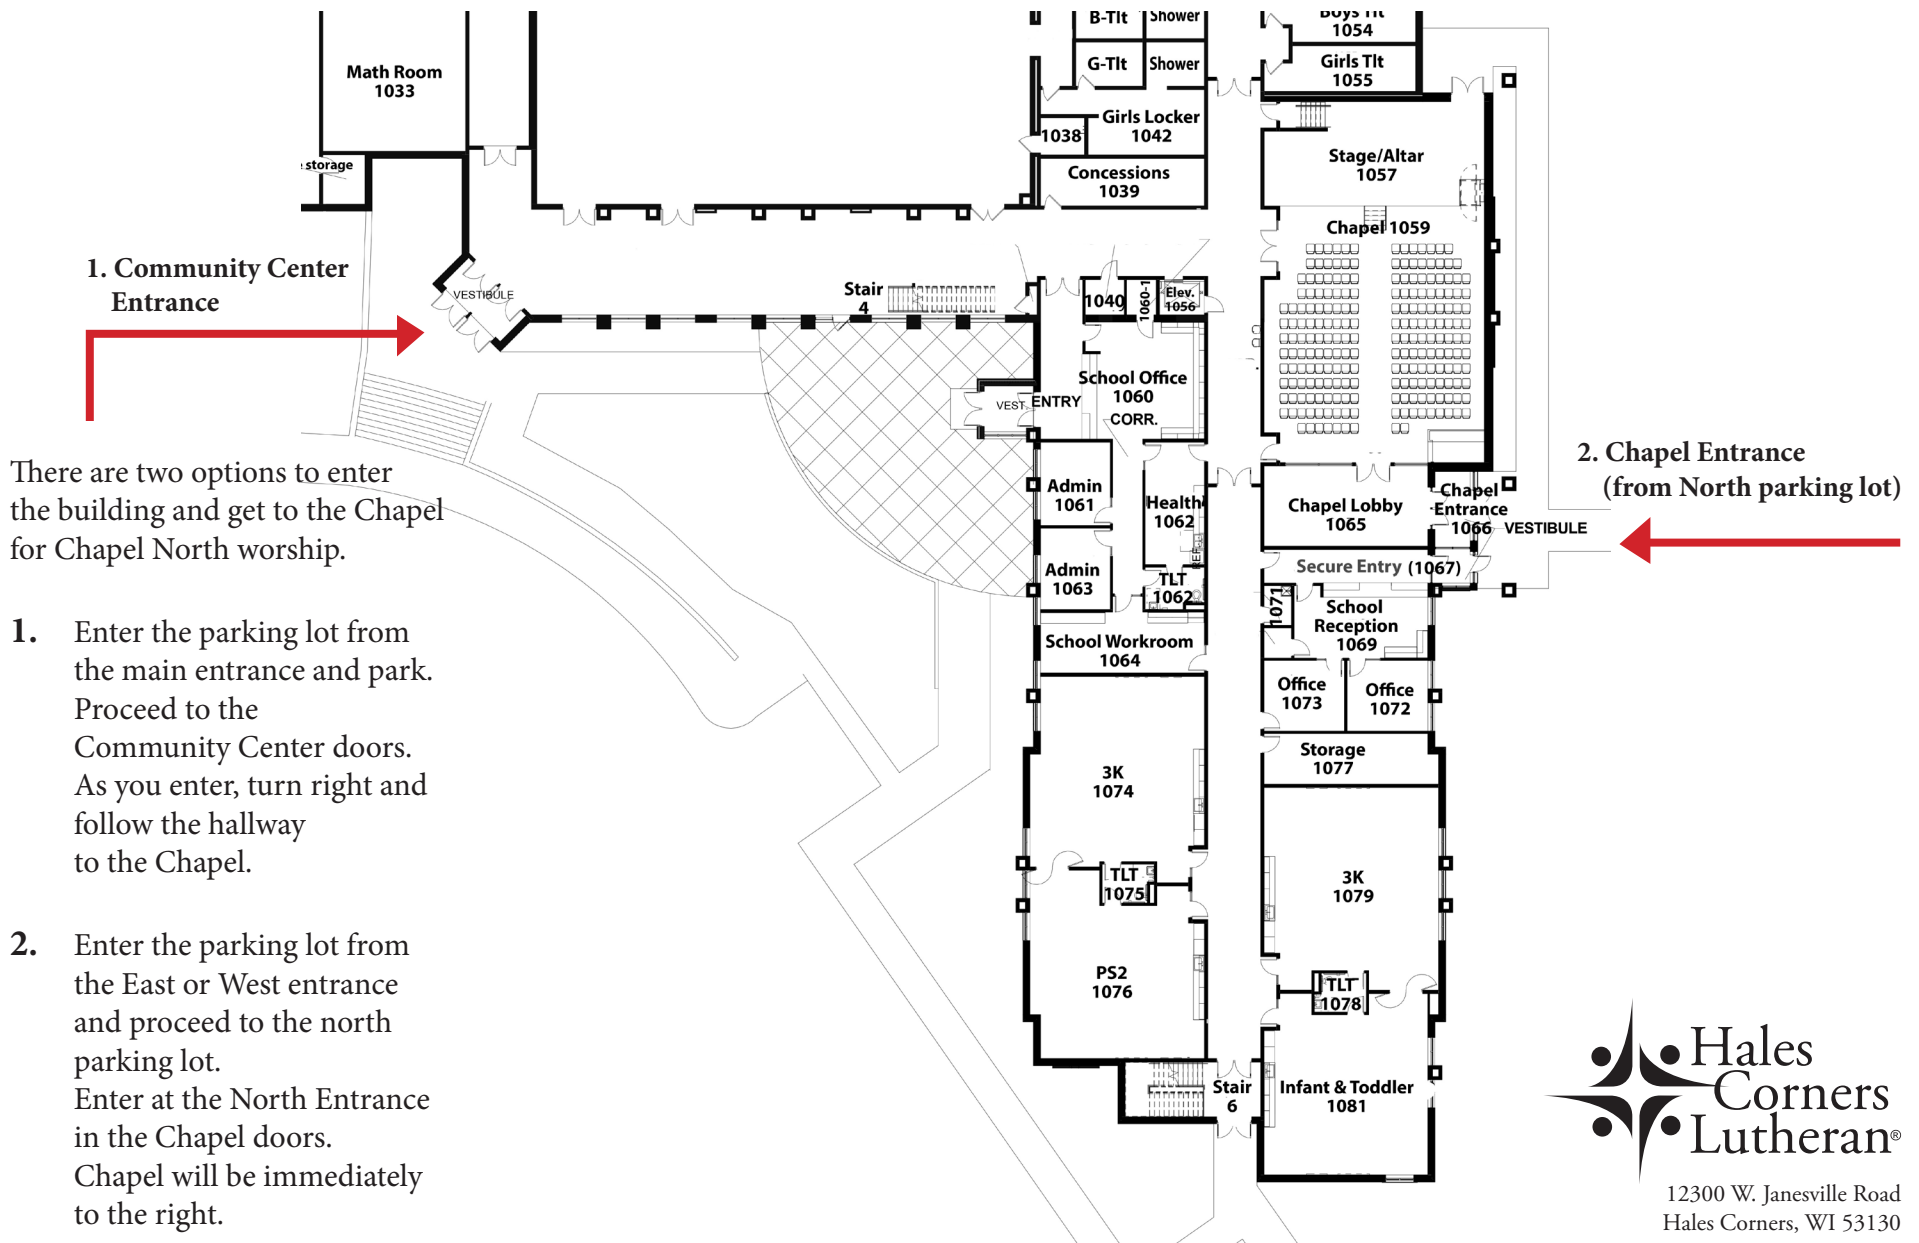 1. Community Center
Entrance
There are two options to enter
the building and get to the Chapel
for Chapel North worship.
1. Enter the parking lot from
the main entrance and park.
Proceed to the
Community Center doors.
As you enter, turn right and
follow the hallway
to the Chapel.
2. Enter the parking lot from
the East or West entrance
and proceed to the north
parking lot.
Enter at the North Entrance
in the Chapel doors.
Chapel will be immediately
to the right.
Math Room
1033
storage
VESTIBULE
Stair
4
B-Tlt
Shower
G-Tlt
Shower
Girls Locker
1042
1038
Concessions
1039
1040
1060-1
Elev.
1056
School Office
1060
CORR.
VEST.
ENTRY
Admin
1061
Health
1062
Admin
1063
TLT
1062
REF
School Workroom
1064
3K
1074
TLT
1075
PS2
1076
Stair
6
Boys Tlt
1054
Girls Tlt
1055
Stage/Altar
1057
Chapel 1059
Chapel Lobby
1065
Chapel
Entrance
1066
VESTIBULE
Secure Entry (1067)
1071
School
Reception
1069
Office
1073
Office
1072
Storage
1077
3K
1079
TLT
1078
Infant & Toddler
1081
2. Chapel Entrance
(from North parking lot)
Hales
Corners
Lutheran®
12300 W. Janesville Road
Hales Corners, WI 53130